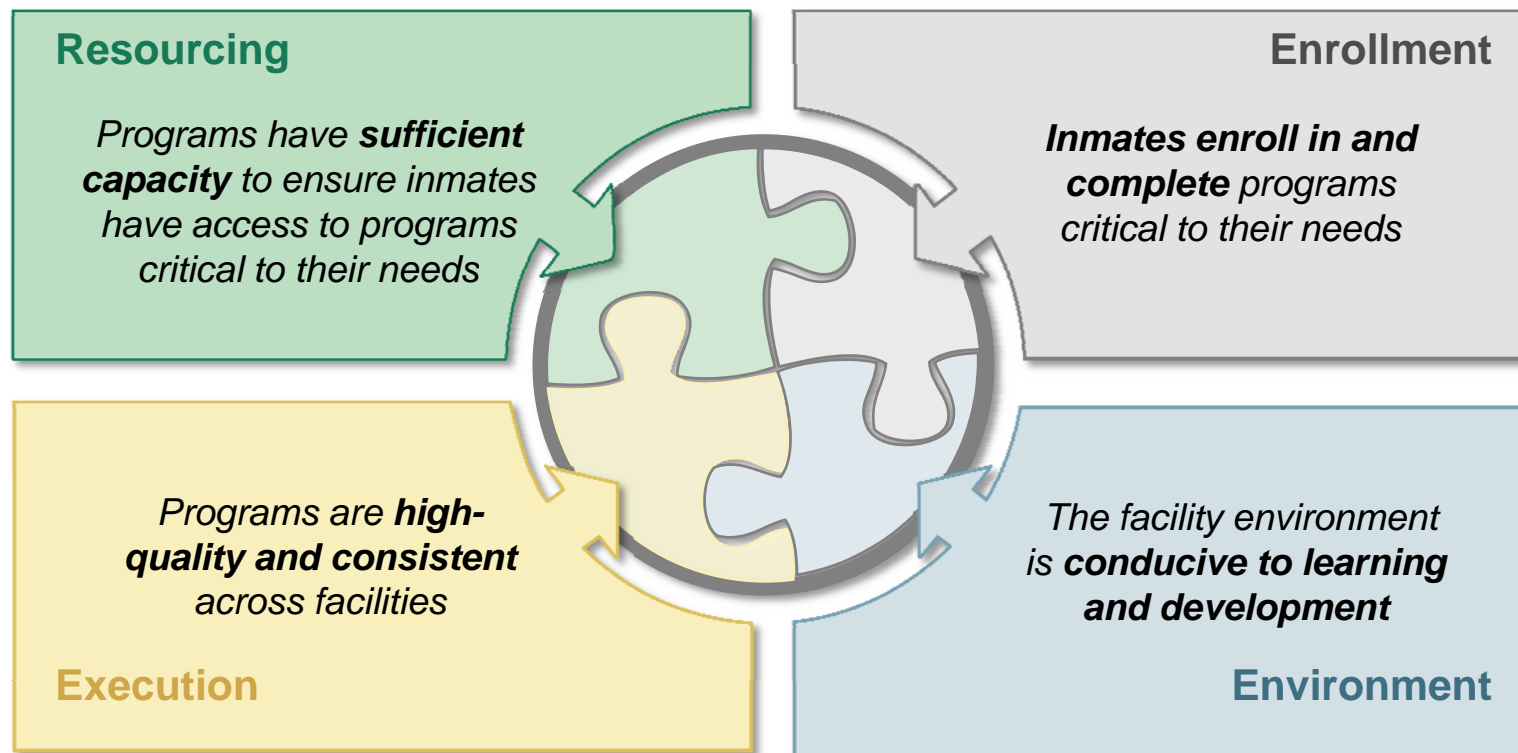 Resourcing
Programs have sufficient
capacity to ensure inmates
have access to programs
critical to their needs
Enrollment
Inmates enroll in and
complete programs
critical to their needs
Programs are high-
quality and consistent
across facilities
Execution
The facility environment
is conducive to learning
and development
Environment